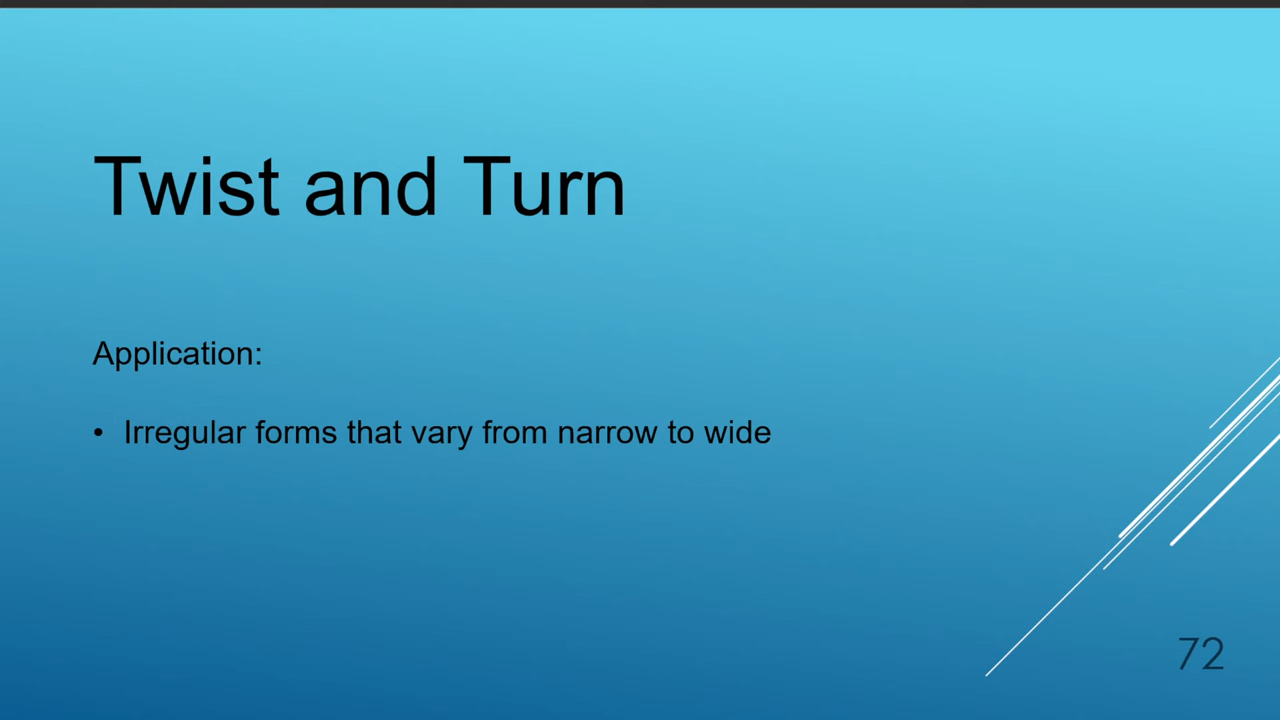 Twist and Turn
Application:
• Irregular forms that vary from narrow to wide
72